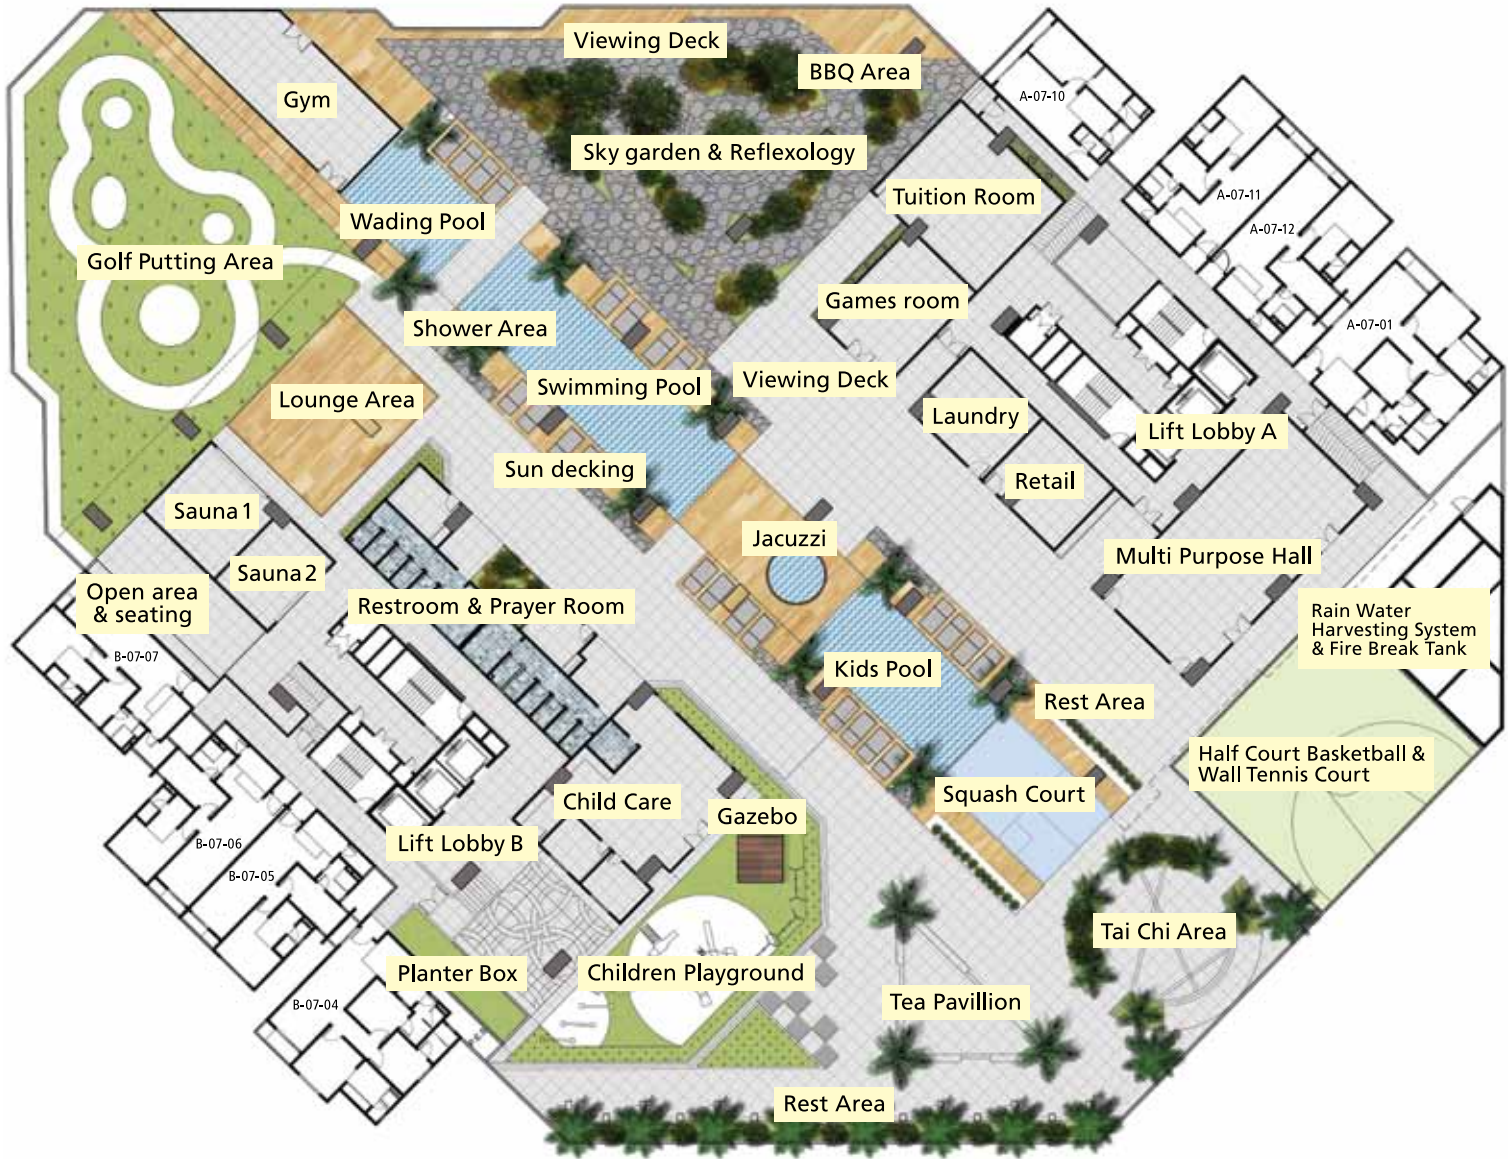 Viewing Deck
BBQ Area
Gym
A-07-10
Sky garden & Reflexology
Tuition Room
A-07-11
Wading Pool
A-07-12
Golf Putting Area
Games room
Shower Area
A-07-01
Viewing Deck
Swimming Pool
Lounge Area
Laundry
Lift Lobby A
Sun decking
Retail
Sauna 1
Jacuzzi
Multi Purpose Hall
Sauna 2
Open area
& seating
Restroom & Prayer Room
Rain Water
Harvesting System
& Fire Break Tank
B-07-07
Kids Pool
Rest Area
Half Court Basketball &
Wall Tennis Court
Squash Court
Child Care
Gazebo
Lift Lobby B
B-07-06
B-07-05
Tai Chi Area
Planter Box
Children Playground
Tea Pavillion
B-07-04
Rest Area